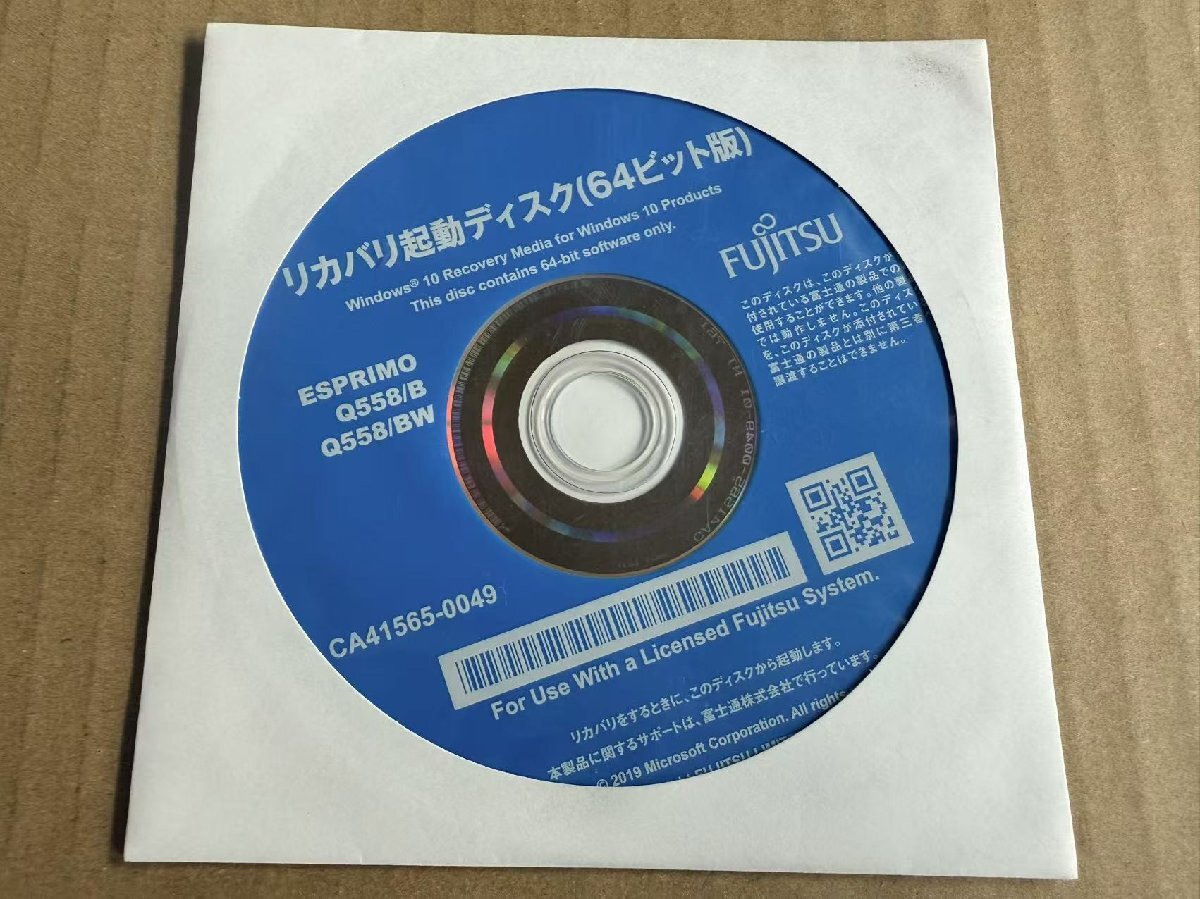 リカバリ起動ディスク(64ビット版)
Windows® 10 Recovery Media for Windows 10 Products
This disc contains 64-bit software only.
FUJITSU
このディスクは、このディスクが
付されている富士通の製品での
使用することができます。他の製
では動作しません。このディス
を、このディスクが添付されてい
富士通の製品とは別に第三者
譲渡することはできません。
ESPRIMO
Q558/B
Q558/BW
CA41565-0049
For Use With a Licensed Fujitsu System.
リカバリをするときに、このディスクから起動します。
本製品に関するサポートは、富士通株式会社で行っています。
© 2019 Microsoft Corporation. All rights
FUJITSU LIMIT